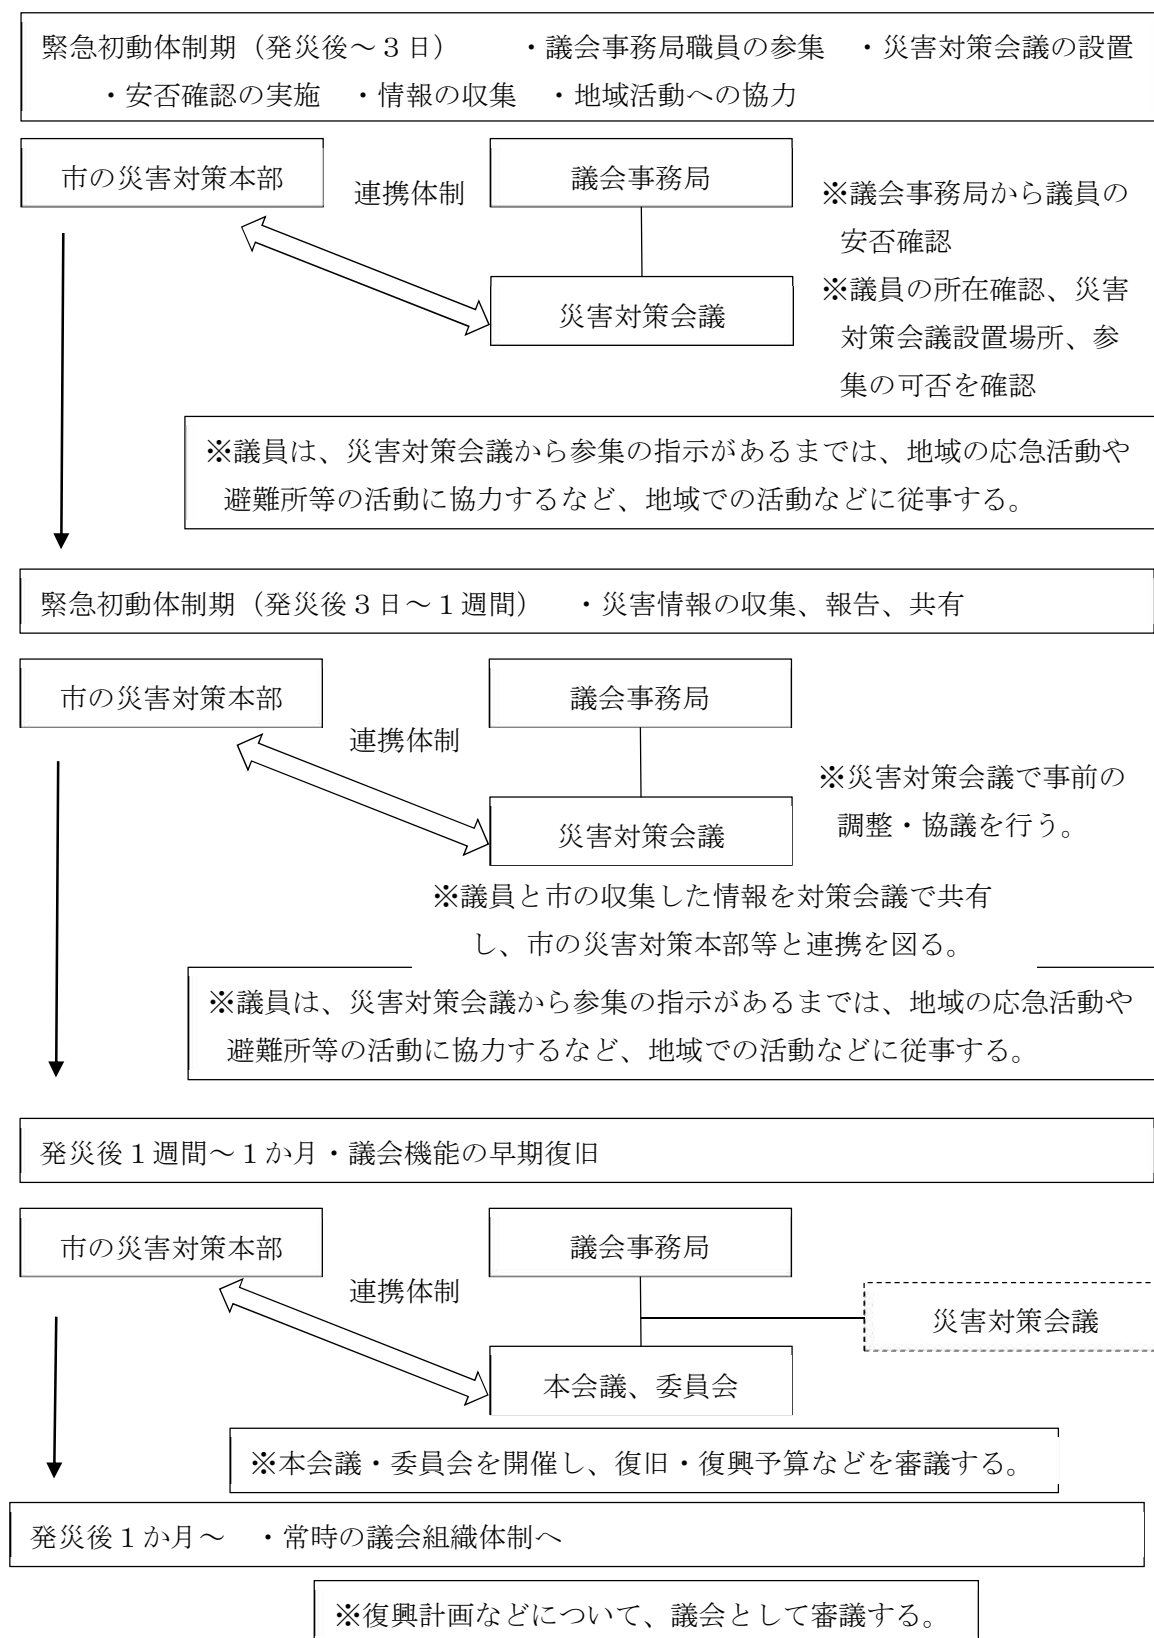 緊急初動体制期（発災後～３日）　　・議会事務局職員の参集　・災害対策会議の設置
・安否確認の実施　・情報の収集　・地域活動への協力
市の災害対策本部
連携体制
議会事務局
災害対策会議
※議会事務局から議員の
安否確認
※議員の所在確認、災害
対策会議設置場所、参
集の可否を確認
※議員は、災害対策会議から参集の指示があるまでは、地域の応急活動や
避難所等の活動に協力するなど、地域での活動などに従事する。
緊急初動体制期（発災後３日～１週間）　・災害情報の収集、報告、共有
市の災害対策本部
連携体制
議会事務局
災害対策会議
※災害対策会議で事前の
調整・協議を行う。
※議員と市の収集した情報を対策会議で共有
し、市の災害対策本部等と連携を図る。
※議員は、災害対策会議から参集の指示があるまでは、地域の応急活動や
避難所等の活動に協力するなど、地域での活動などに従事する。
発災後１週間～１か月・議会機能の早期復旧
市の災害対策本部
連携体制
議会事務局
災害対策会議
本会議、委員会
※本会議・委員会を開催し、復旧・復興予算などを審議する。
発災後１か月～　・常時の議会組織体制へ
※復興計画などについて、議会として審議する。